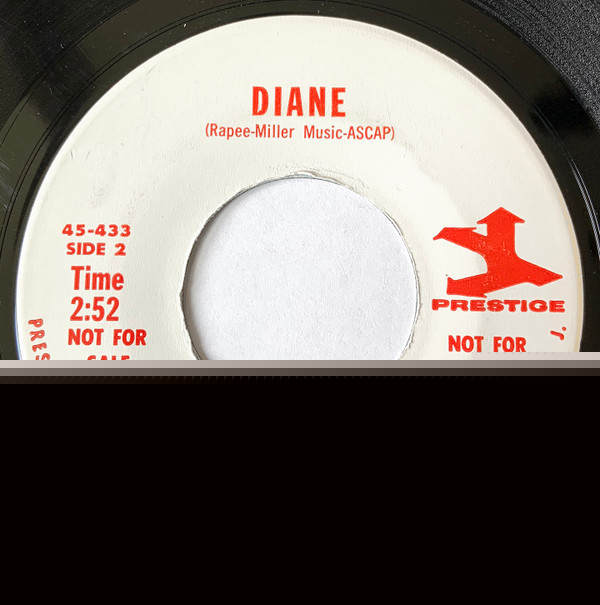 DIANE
(Rapee-Miller Music-ASCAP)
45-433
SIDE 2
Time
2:52
NOT FOR
PRESTIGE
NOT FOR